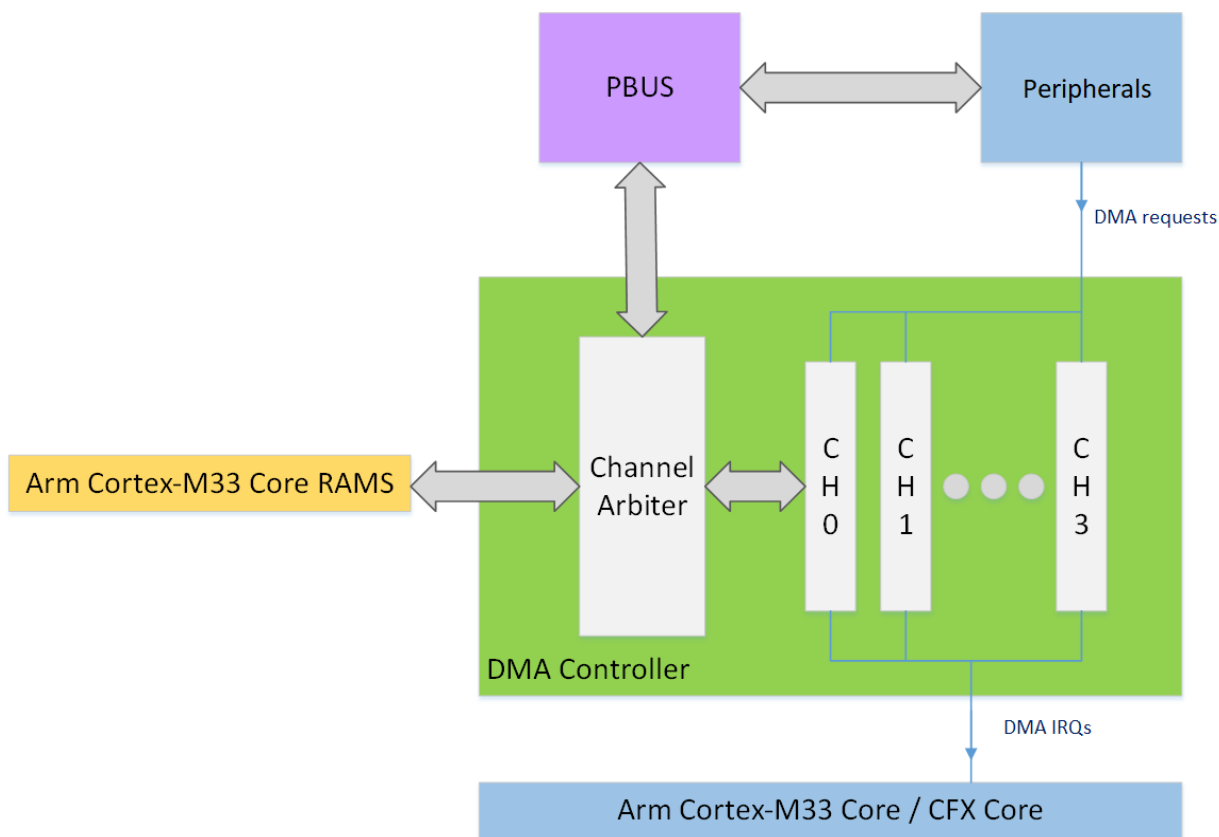 PBUS
Peripherals
DMA requests
Arm Cortex-M33 Core RAMS
Channel
Arbiter
C
H
0
C
H
1
C
H
3
DMA Controller
DMA IRQs
Arm Cortex-M33 Core / CFX Core